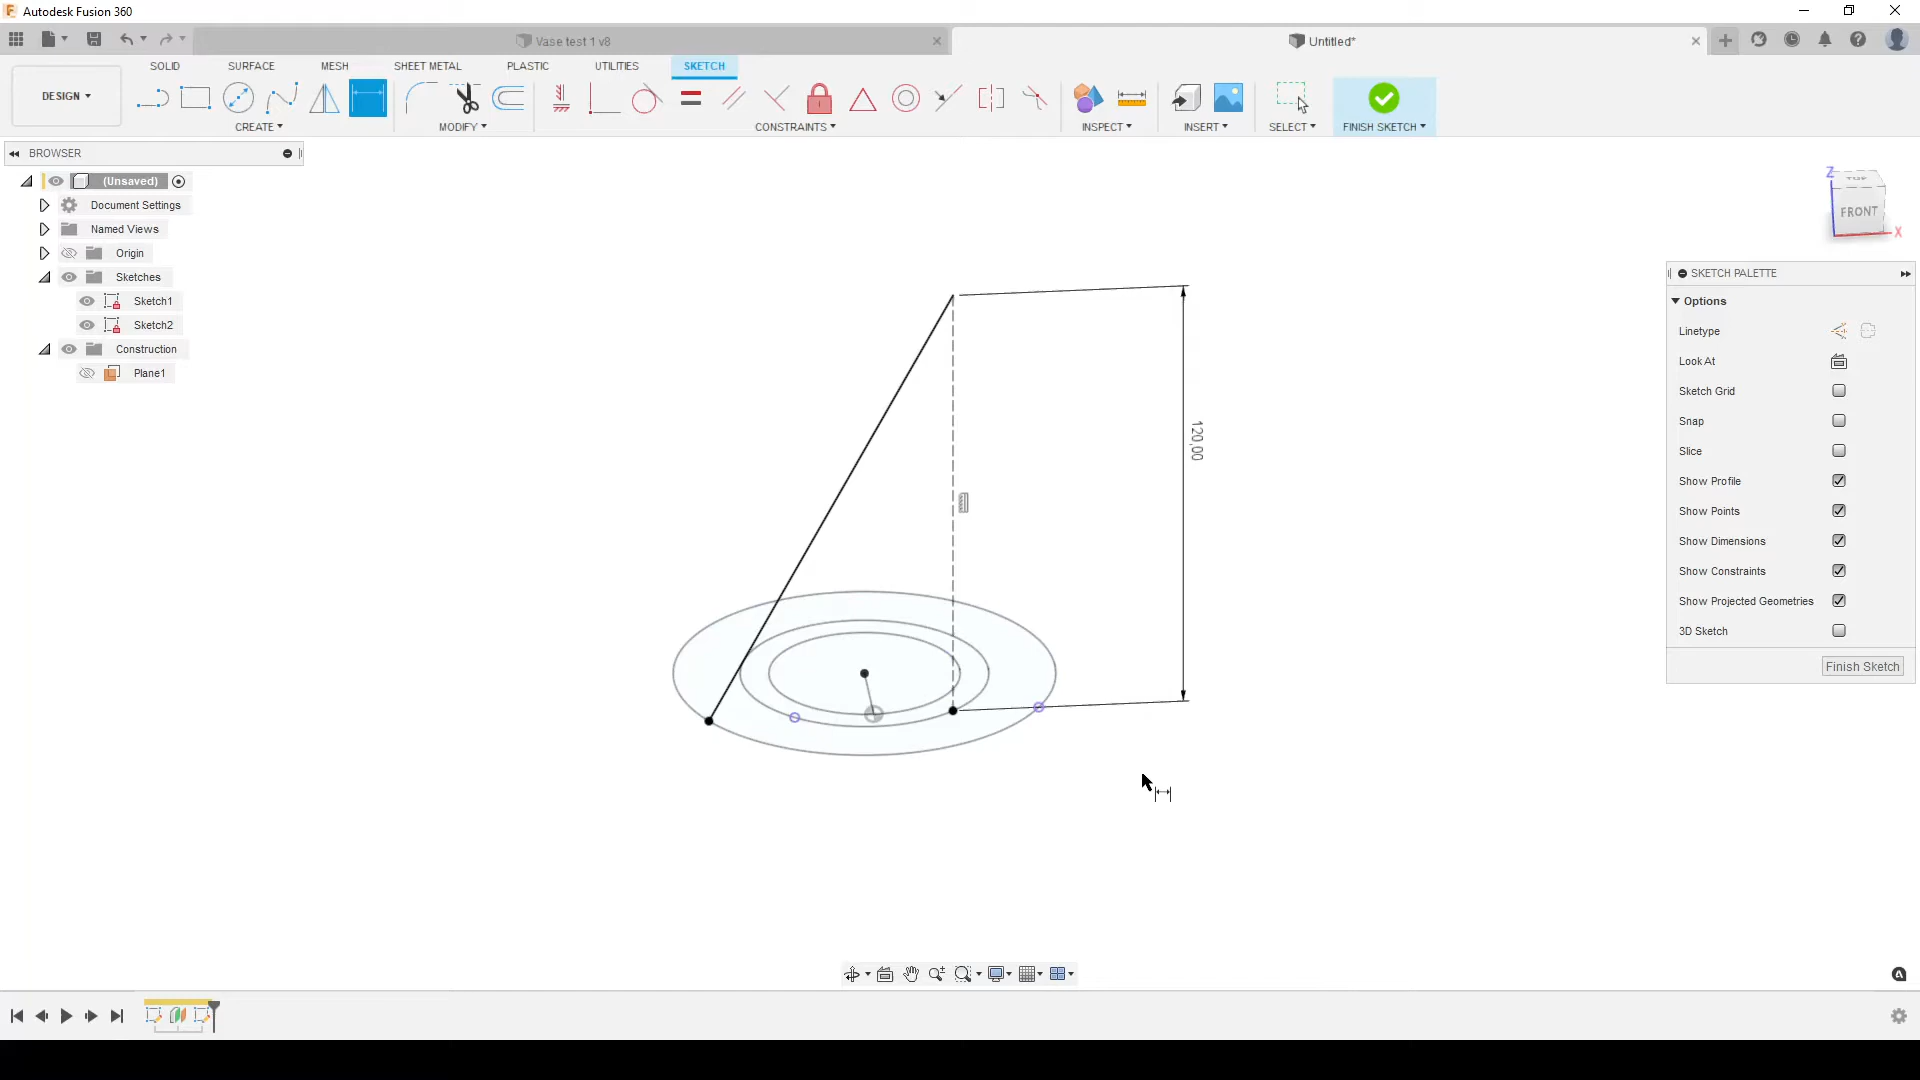 Autodesk Fusion 360
Vase test 1 v8
Untitled*
SOLID
SURFACE
MESH
SHEET METAL
PLASTIC
UTILITIES
SKETCH
DESIGN
CREATE
MODIFY
CONSTRAINTS
INSPECT
INSERT
SELECT
FINISH SKETCH
BROWSER
(Unsaved)
Document Settings
Named Views
Origin
Sketches
Sketch1
Sketch2
Construction
Plane1
120,00
Z
TOP
FRONT
X
SKETCH PALETTE
Options
Linetype
Look At
Sketch Grid
Snap
Slice
Show Profile
Show Points
Show Dimensions
Show Constraints
Show Projected Geometries
3D Sketch
Finish Sketch